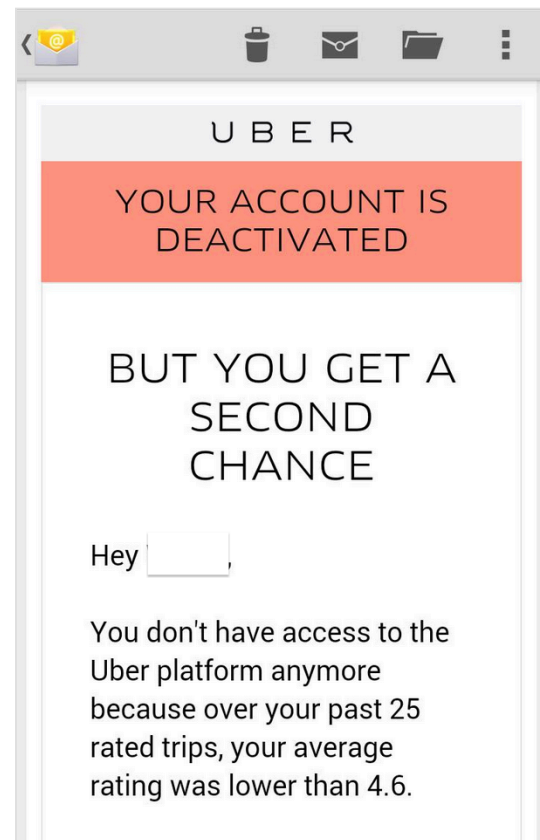 UBER
YOUR ACCOUNT IS
DEACTIVATED
BUT YOU GET A
SECOND
CHANCE
Hey ,
You don't have access to the
Uber platform anymore
because over your past 25
rated trips, your average
rating was lower than 4.6.